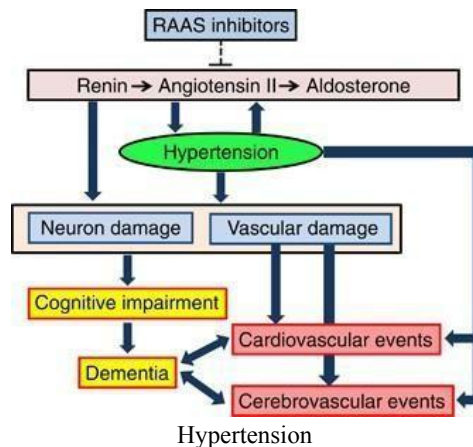 RAAS inhibitors
Renin → Angiotensin II → Aldosterone
Hypertension
Neuron damage
Vascular damage
Cognitive impairment
Cardiovascular events
Dementia
Cerebrovascular events
Hypertension